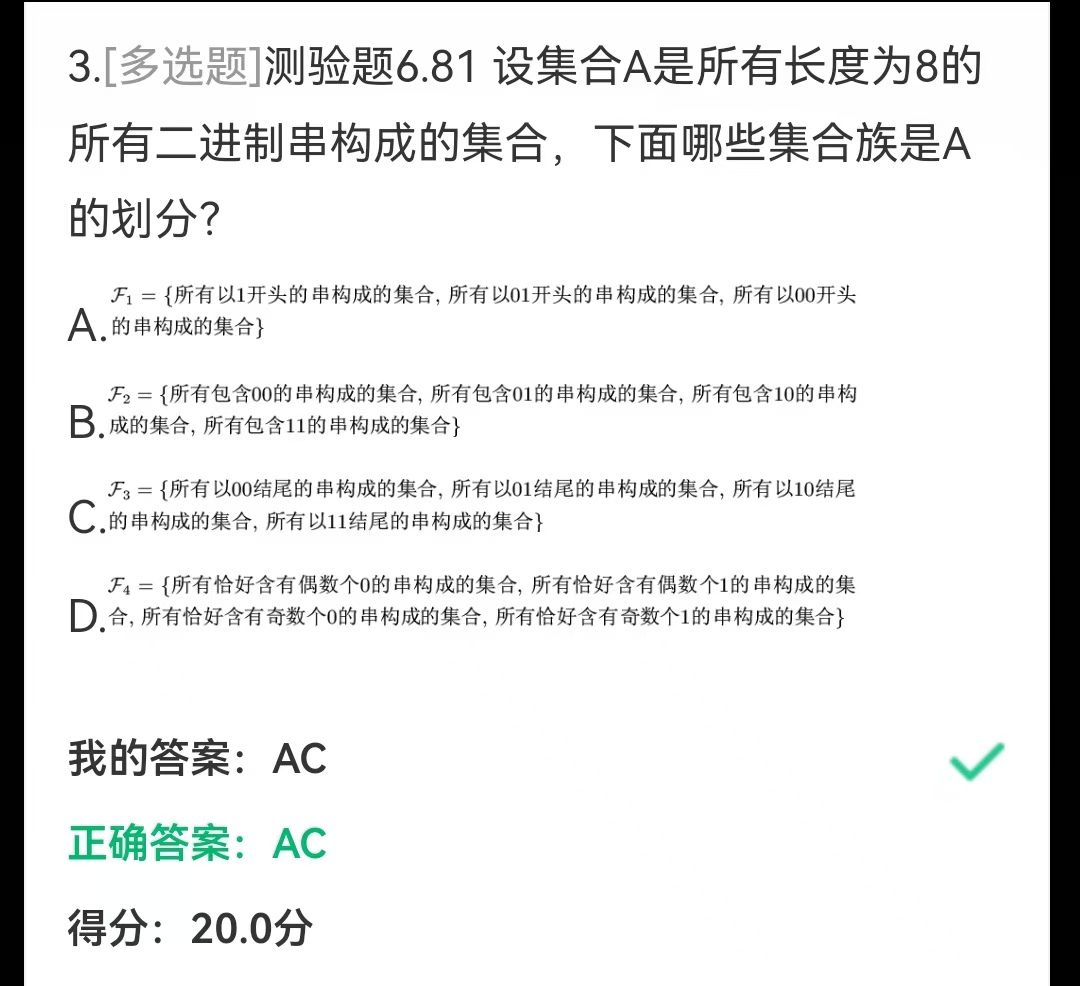 3.[多选题]测验题6.81 设集合A是所有长度为8的
所有二进制串构成的集合，下面哪些集合族是A
的划分？
A. ℱ₁ = {所有以1开头的串构成的集合, 所有以01开头的串构成的集合, 所有以00开头
的串构成的集合}
B. ℱ₂ = {所有包含00的串构成的集合, 所有包含01的串构成的集合, 所有包含10的串构
成的集合, 所有包含11的串构成的集合}
C. ℱ₃ = {所有以00结尾的串构成的集合, 所有以01结尾的串构成的集合, 所有以10结尾
的串构成的集合, 所有以11结尾的串构成的集合}
D. ℱ₄ = {所有恰好含有偶数个0的串构成的集合, 所有恰好含有偶数个1的串构成的集
合, 所有恰好含有奇数个0的串构成的集合, 所有恰好含有奇数个1的串构成的集合}
我的答案：AC
正确答案：AC
得分：20.0分